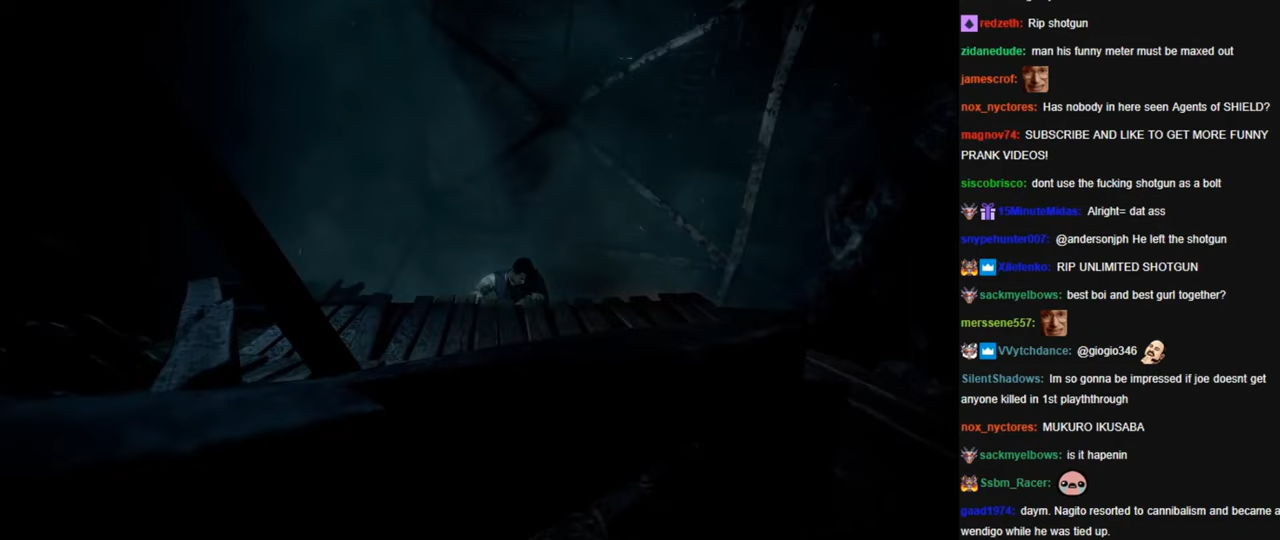 redzeth: Rip shotgun
zidanedude: man his funny meter must be maxed out
jamescrof:
nox_nyctores: Has nobody in here seen Agents of SHIELD?
magnov74: SUBSCRIBE AND LIKE TO GET MORE FUNNY
PRANK VIDEOS!
siscobrisco: dont use the fucking shotgun as a bolt
15MinuteMidas: Alright= dat ass
snypehunter007: @andersonjph He left the shotgun
Xilefenko: RIP UNLIMITED SHOTGUN
sackmyelbows: best boi and best gurl together?
merssene557:
VVytchdance: @giogio346
SilentShadows: Im so gonna be impressed if joe doesnt get
anyone killed in 1st playthtrough
nox_nyctores: MUKURO IKUSABA
sackmyelbows: is it hapenin
Ssbm_Racer:
gaad1974: daym. Nagito resorted to cannibalism and became a
wendigo while he was tied up.